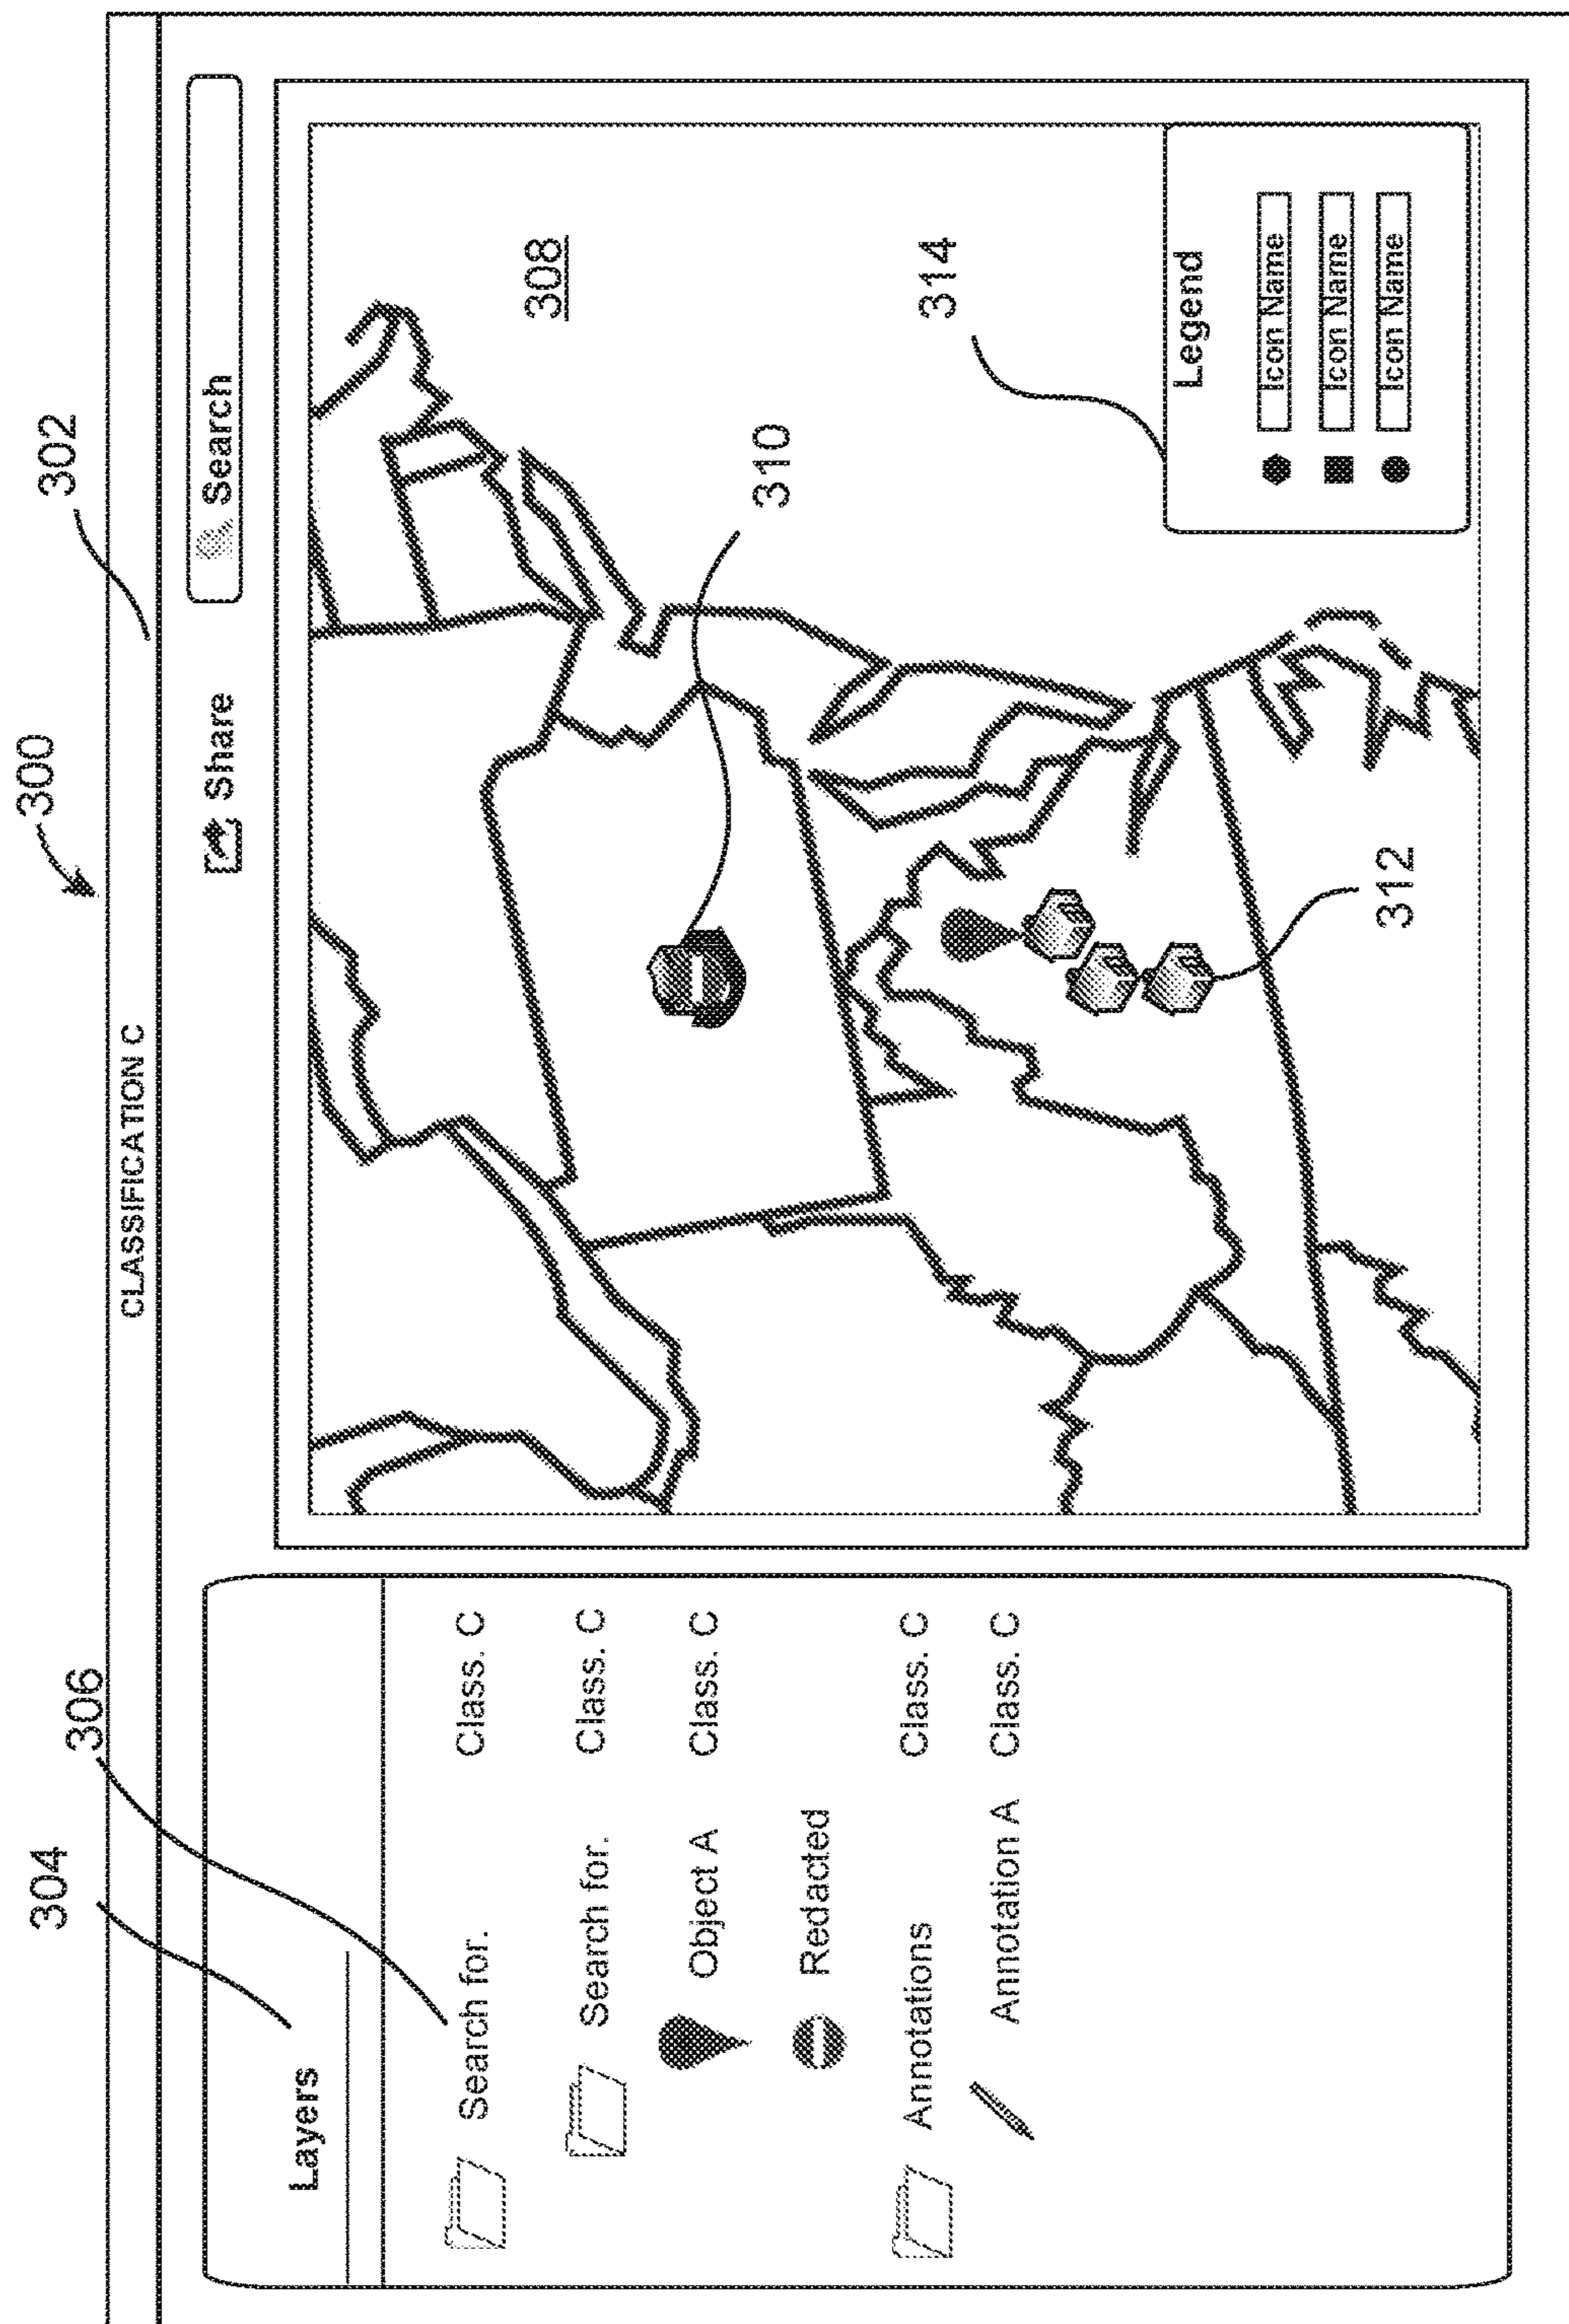 300
302
CLASSIFICATION C
Share
Search
304
306
Layers
Search for. Class. C
Search for. Class. C
Object A Class. C
Redacted
Annotations Class. C
Annotation A Class. C
308
310
312
314
Legend
Icon Name
Icon Name
Icon Name